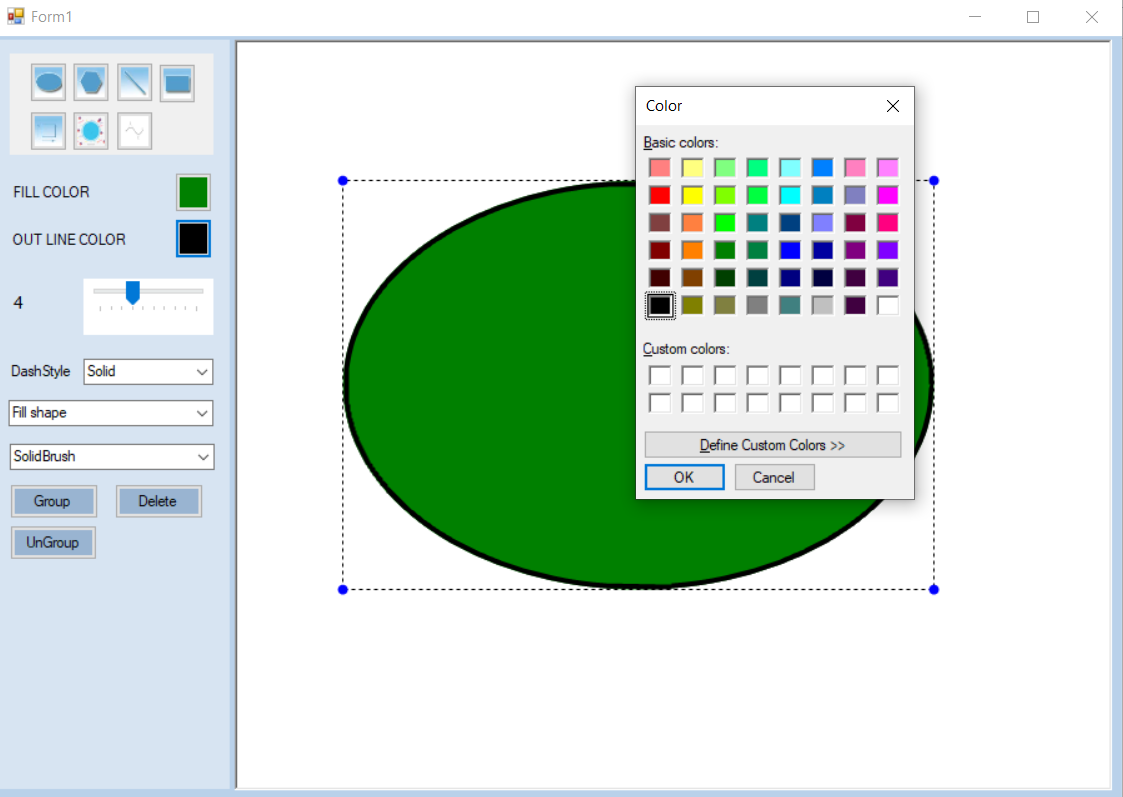 Form1
FILL COLOR
OUT LINE COLOR
4
DashStyle Solid
Fill shape
SolidBrush
Group Delete
UnGroup
Color
Basic colors:
Custom colors:
Define Custom Colors >>
OK Cancel